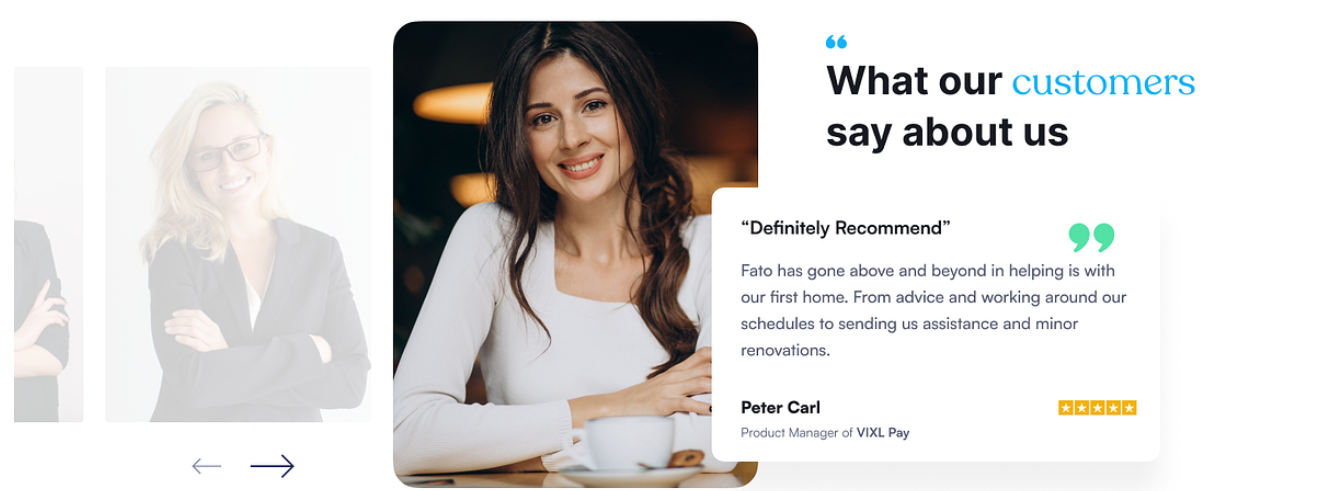 “
What our customers
say about us
“Definitely Recommend”
”
Fato has gone above and beyond in helping is with
our first home. From advice and working around our
schedules to sending us assistance and minor
renovations.
Peter Carl
Product Manager of VIXL Pay